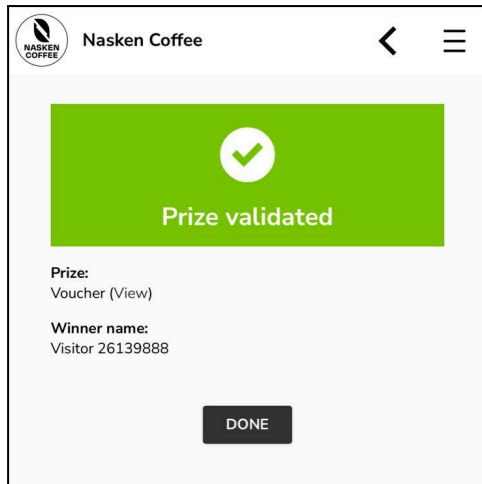 NASKEN
COFFEE
Nasken Coffee
Prize validated
Prize:
Voucher (View)
Winner name:
Visitor 26139888
DONE